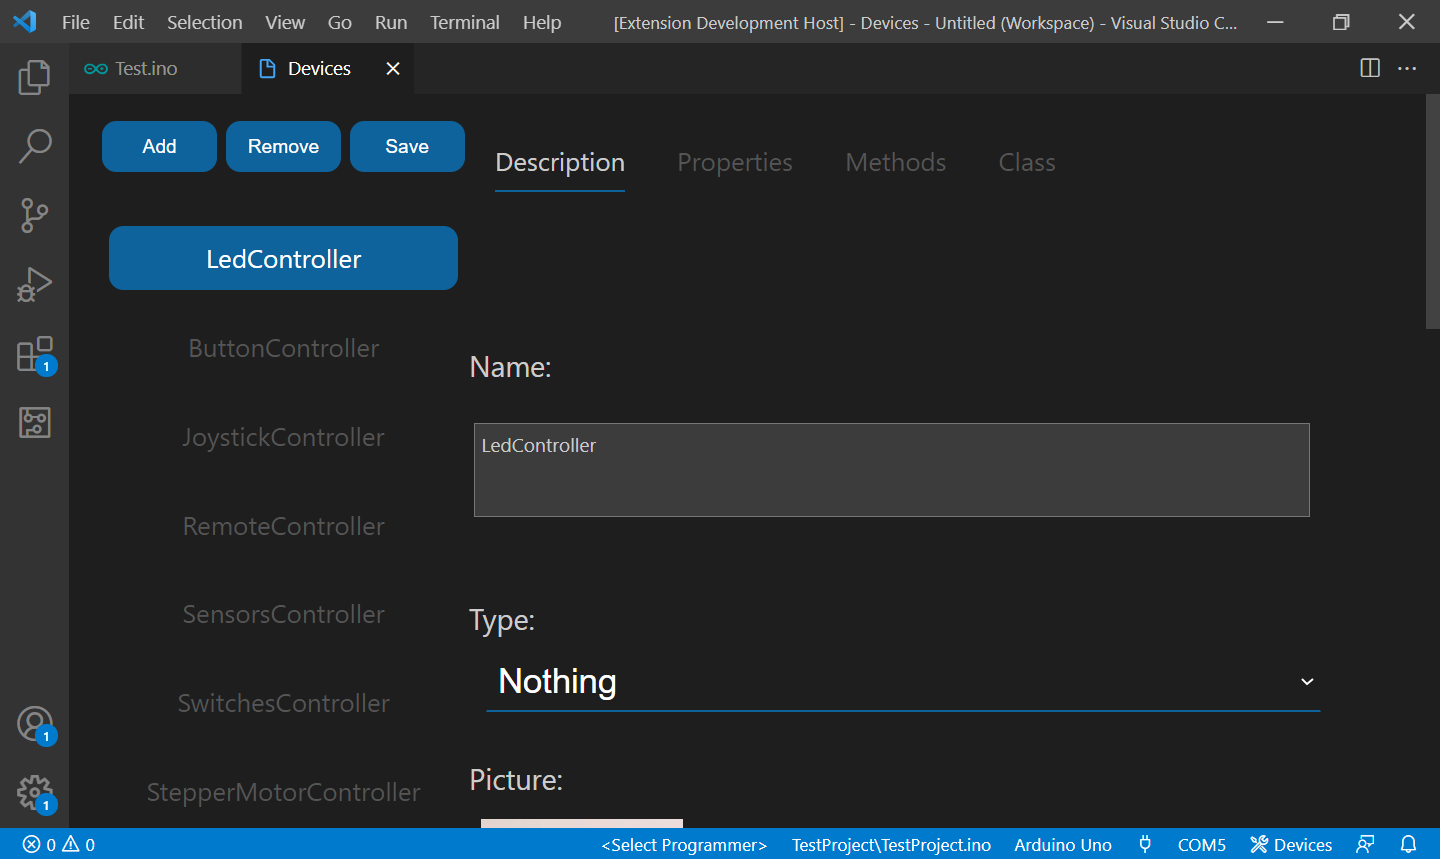 File Edit Selection View Go Run Terminal Help [Extension Development Host] - Devices - Untitled (Workspace) - Visual Studio C...
Test.ino Devices
Add Remove Save
Description Properties Methods Class
LedController
ButtonController
JoystickController
RemoteController
SensorsController
SwitchesController
StepperMotorController
Name:
LedController
Type:
Nothing
Picture:
1
1
1
0 0 <Select Programmer> TestProject\TestProject.ino Arduino Uno COM5 Devices